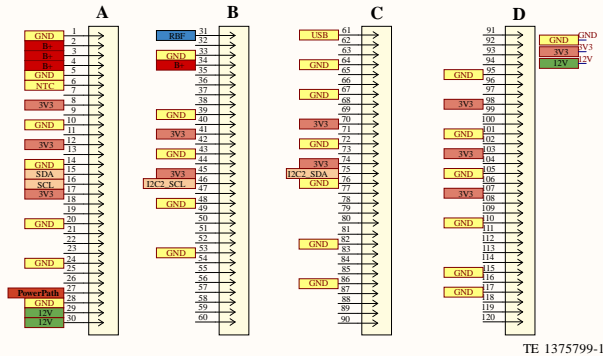 A
GND 1
B+ 2
B+ 3
B+ 4
GND 5
NTC 6
7
3V3 8
9
GND 10
11
3V3 12
13
GND 14
SDA 15
SCL 16
3V3 17
18
19
GND 20
21
22
23
GND 24
25
26
PowerPath 27
GND 28
12V 29
12V 30
B
RBF 31
32
GND 33
B+ 34
35
36
37
38
GND 39
40
3V3 41
42
GND 43
44
3V3 45
I2C2_SCL 46
47
GND 48
49
50
51
52
GND 53
54
55
56
57
58
59
60
C
USB 61
62
63
GND 64
65
66
GND 67
68
69
3V3 70
71
GND 72
73
3V3 74
I2C2_SDA 75
GND 76
77
78
79
80
81
GND 82
83
84
85
GND 86
87
88
89
90
D
91
92
93
94
GND 95
96
97
3V3 98
99
100
GND 101
102
3V3 103
104
GND 105
106
3V3 107
108
109
GND 110
111
112
113
114
GND 115
116
GND 117
118
119
120
GND GND
3V3 3V3
12V 12V
TE 1375799-1